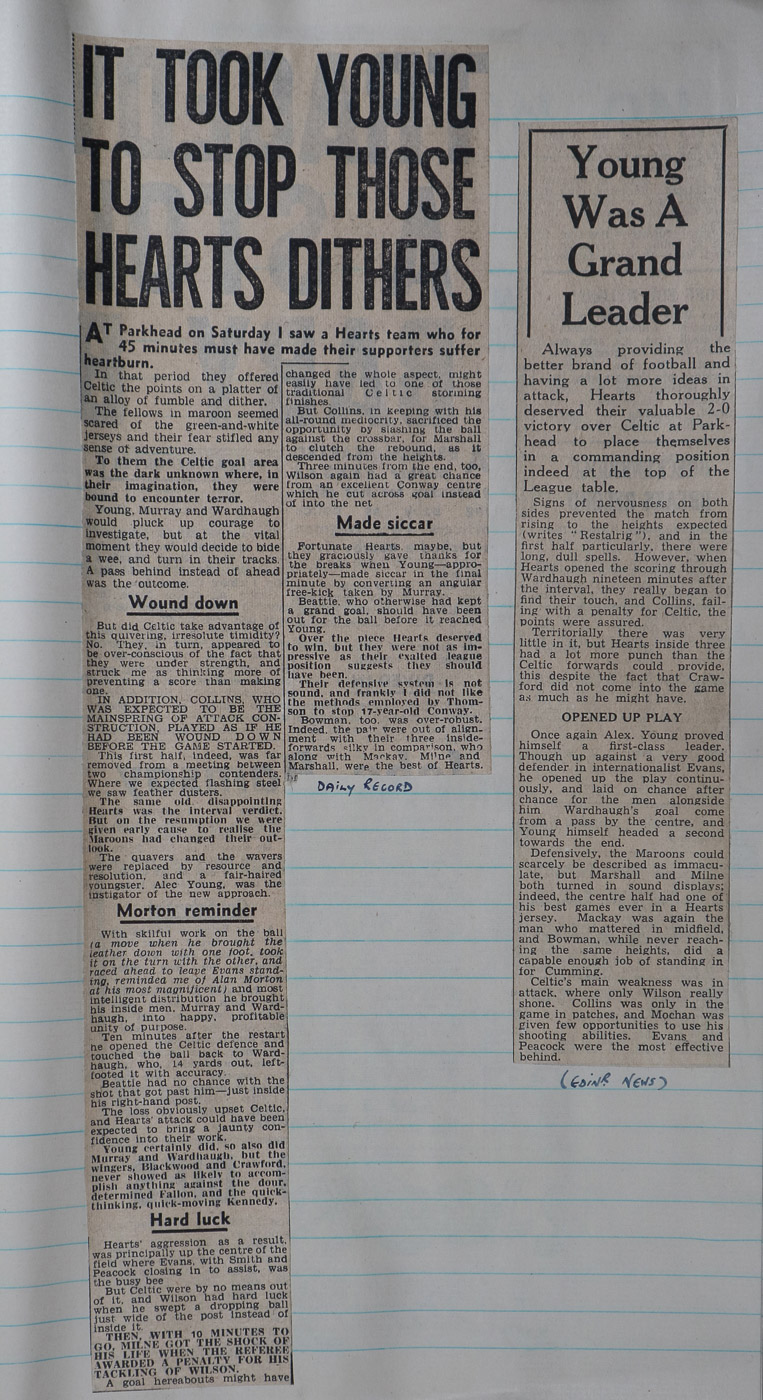 IT TOOK YOUNG
TO STOP THOSE
HEARTS DITHERS
AT Parkhead on Saturday I saw a Hearts team who for
45 minutes must have made their supporters suffer
heartburn.
In that period they offered
Celtic the points on a platter of
an alloy of fumble and dither.
The fellows in maroon seemed
scared of the green-and-white
jerseys and their fear stifled any
sense of adventure.
To them the Celtic goal area
was the dark unknown where, in
their imagination, they were
bound to encounter terror.
Young, Murray and Wardhaugh
would pluck up courage to
investigate, but at the vital
moment they would decide to bide
a wee, and turn in their tracks.
A pass behind instead of ahead
was the outcome.
Wound down
But did Celtic take advantage of
this quivering, irresolute timidity?
No. They, in turn, appeared to
be over-conscious of the fact that
they were under strength, and
struck me as thinking more of
preventing a score than making
one.
IN ADDITION, COLLINS, WHO
WAS EXPECTED TO BE THE
MAINSPRING OF ATTACK CON-
STRUCTION, PLAYED AS IF HE
HAD BEEN WOUND DOWN
BEFORE THE GAME STARTED.
This first half, indeed, was far
removed from a meeting between
two championship contenders.
Where we expected flashing steel
we saw feather dusters.
The same old disappointing
Hearts was the interval verdict.
But on the resumption we were
given early cause to realise the
Maroons had changed their out-
look.
The quavers and the wavers
were replaced by resource and
resolution, and a fair-haired
youngster, Alec Young, was the
instigator of the new approach.
Morton reminder
With skilful work on the ball
(a move when he brought the
leather down with one foot, took
it on the turn with the other, and
raced ahead to leave Evans stand-
ing, reminded me of Alan Morton
at his most magnificent) and most
intelligent distribution he brought
his inside men, Murray and Ward-
haugh, into happy, profitable
unity of purpose.
Ten minutes after the restart
he opened the Celtic defence and
touched the ball back to Ward-
haugh, who, 14 yards out, left-
footed it with accuracy.
Beattie had no chance with the
shot that got past him—just inside
his right-hand post.
The loss obviously upset Celtic,
and Hearts' attack could have been
expected to bring a jaunty con-
fidence into their work.
Young certainly did, so also did
Murray and Wardhaugh, but the
wingers, Blackwood and Crawford,
never showed as likely to accom-
plish anything against the dour,
determined Fallon, and the quick-
thinking, quick-moving Kennedy.
Hard luck
Hearts' aggression as a result,
was principally up the centre of the
field where Evans, with Smith and
Peacock closing in to assist, was
the busy bee
But Celtic were by no means out
of it, and Wilson had hard luck
when he swept a dropping ball
just wide of the post instead of
inside it.
THEN, WITH 10 MINUTES TO
GO, MILNE GOT THE SHOCK OF
HIS LIFE WHEN THE REFEREE
AWARDED A PENALTY FOR HIS
TACKLING OF WILSON.
A goal hereabouts might have
changed the whole aspect, might
easily have led to one of those
traditional Celtic storming
finishes.
But Collins, in keeping with his
all-round mediocrity, sacrificed the
opportunity by slashing the ball
against the crossbar, for Marshall
to clutch the rebound, as it
descended from the heights.
Three minutes from the end, too,
Wilson again had a great chance
from an excellent Conway centre
which he cut across goal instead
of into the net
Made siccar
Fortunate Hearts, maybe, but
they graciously gave thanks for
the breaks when Young—appro-
priately—made siccar in the final
minute by converting an angular
free-kick taken by Murray.
Beattie, who otherwise had kept
a grand goal, should have been
out for the ball before it reached
Young.
Over the piece Hearts deserved
to win, but they were not as im-
pressive as their exalted league
position suggests they should
have been.
Their defensive system is not
sound, and frankly I did not like
the methods employed by Thom-
son to stop 17-year-old Conway.
Bowman, too, was over-robust.
Indeed, the pair were out of align-
ment with their three inside-
forwards silky in comparison, who
along with Mackay, Milne and
Marshall, were the best of Hearts.
DAILY RECORD
Young
Was A
Grand
Leader
Always providing the
better brand of football and
having a lot more ideas in
attack, Hearts thoroughly
deserved their valuable 2-0
victory over Celtic at Park-
head to place themselves
in a commanding position
indeed at the top of the
League table.
Signs of nervousness on both
sides prevented the match from
rising to the heights expected
(writes "Restalrig"), and in the
first half particularly, there were
long, dull spells. However, when
Hearts opened the scoring through
Wardhaugh nineteen minutes after
the interval, they really began to
find their touch, and Collins, fail-
ing with a penalty for Celtic, the
points were assured.
Territorially there was very
little in it, but Hearts inside three
had a lot more punch than the
Celtic forwards could provide,
this despite the fact that Craw-
ford did not come into the game
as much as he might have.
OPENED UP PLAY
Once again Alex. Young proved
himself a first-class leader.
Though up against a very good
defender in internationalist Evans,
he opened up the play continu-
ously, and laid on chance after
chance for the men alongside
him Wardhaugh's goal come
from a pass by the centre, and
Young himself headed a second
towards the end.
Defensively, the Maroons could
scarcely be described as immacu-
late, but Marshall and Milne
both turned in sound displays;
indeed, the centre half had one of
his best games ever in a Hearts
jersey. Mackay was again the
man who mattered in midfield,
and Bowman, while never reach-
ing the same heights, did a
capable enough job of standing in
for Cumming.
Celtic's main weakness was in
attack, where only Wilson really
shone. Collins was only in the
game in patches, and Mochan was
given few opportunities to use his
shooting abilities. Evans and
Peacock were the most effective
behind.
(EDINR NEWS)